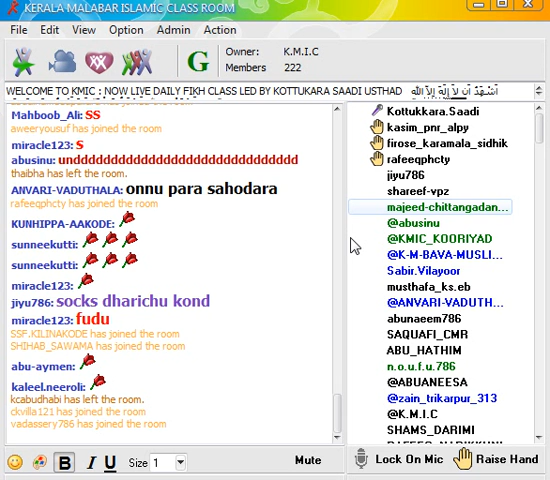 KERALA MALABAR ISLAMIC CLASS ROOM
File Edit View Option Admin Action
G
Owner: K.M.I.C
Members 222
WELCOME TO KMIC : NOW LIVE DAILY FIKH CLASS LED BY KOTTUKARA SAADI USTHAD أَشْهَدُ اَن لاَّ إِلَهَ إِلاَّ اللَّهُ
Mahboob_Ali: SS
aweeryousuf has joined the room
miracle123: S
abusinu: undddddddddddddddddddddddddddd
thaibha has left the room.
ANVARI-VADUTHALA: onnu para sahodara
rafeeqphcty has joined the room
KUNHIPPA-AAKODE:
sunneekutti:
sunneekutti:
miracle123:
jiyu786: socks dharichu kond
miracle123: fudu
SSF.KILINAKODE has joined the room
SHIHAB_SAWAMA has joined the room
abu-aymen:
kaleel.neeroli:
kcabudhabi has left the room.
ckvilla121 has joined the room
vadassery786 has joined the room
B I U Size 1 Mute
Kottukkara.Saadi
kasim_pnr_alpy
firose_karamala_sidhik
rafeeqphcty
jiyu786
shareef-vpz
majeed-chittangadan...
@abusinu
@KMIC_KOORIYAD
@K-M-BAVA-MUSLI...
Sabir.Vilayoor
musthafa_ks.eb
@ANVARI-VADUTH...
abunaeem786
SAQUAFI_CMR
ABU_HATHIM
n.o.u.f.u.786
@ABUANEESA
@zain_trikarpur_313
@K.M.I.C
SHAMS_DARIMI
Lock On Mic Raise Hand